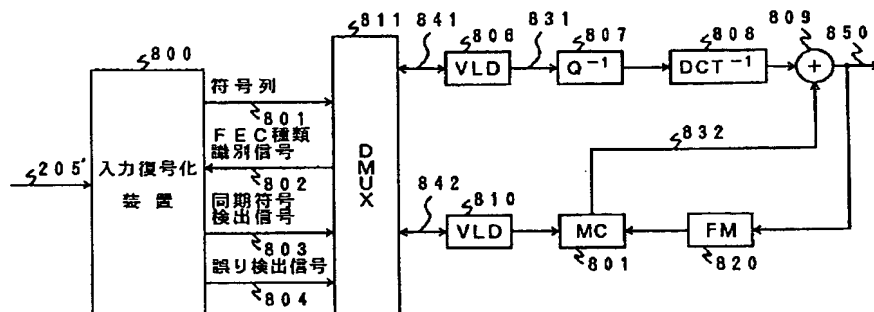 811
841
806
831
807
808
809
850
800
VLD
Q⁻¹
DCT⁻¹
+
符号列
801
FEC種類
識別信号
802
832
205'
入力復号化
装置
DMUX
同期符号
検出信号
803
842
810
VLD
MC
FM
801
820
誤り検出信号
804